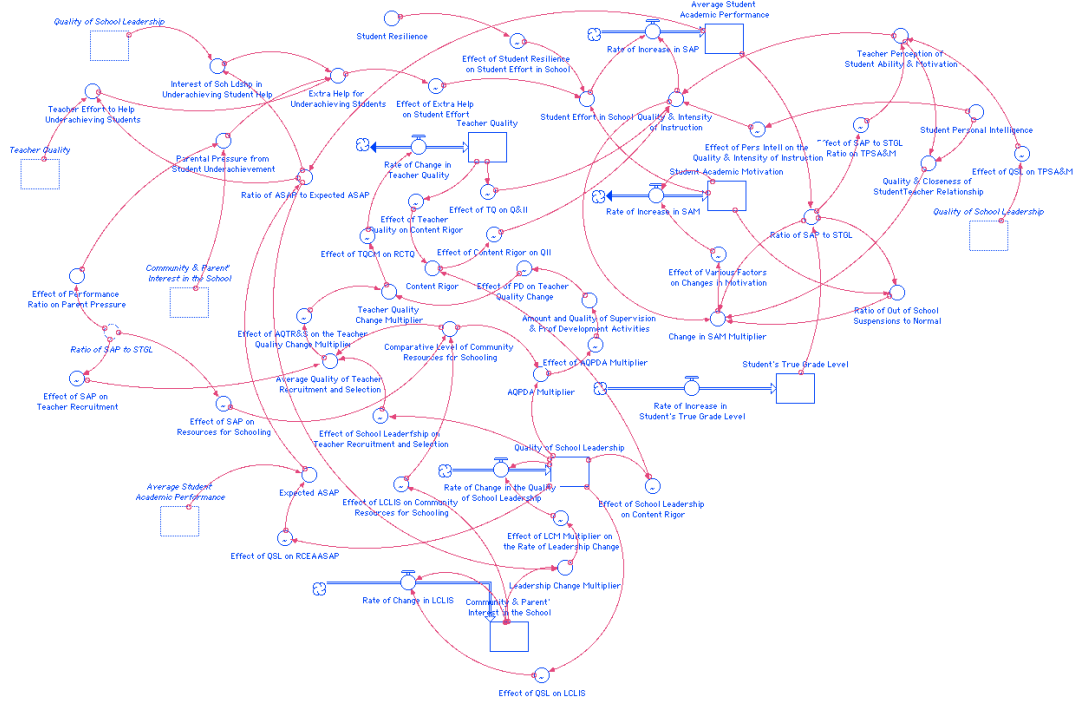 Average Student
Academic Performance
Quality of School Leadership
Student Resilience
Rate of Increase in SAP
Effect of Student Resilience
on Student Effort in School
Teacher Perception of
Student Ability & Motivation
Interest of Sch Ldshp in
Underachieving Student Help
Extra Help for
Underachieving Students
Effect of Extra Help
on Student Effort
Teacher Effort to Help
Underachieving Students
Student Effort in School
Quality & Intensity
of Instruction
Student Personal Intelligence
Teacher Quality
Effect of Pers Intell on the
Quality & Intensity of Instruction
Effect of SAP to STGL
Ratio on TPSA&M
Teacher Quality
Parental Pressure from
Student Underachievement
Rate of Change in
Teacher Quality
Student Academic Motivation
Effect of QSL on TPSA&M
Quality & Closeness of
StudentTeacher Relationship
Ratio of ASAP to Expected ASAP
Effect of TQ on Q&II
Rate of Increase in SAM
Quality of School Leadership
Effect of Teacher
Quality on Content Rigor
Ratio of SAP to STGL
Effect of TQCM on RCTQ
Effect of Content Rigor on QII
Community & Parent'
Interest in the School
Content Rigor
Effect of PD on Teacher
Quality Change
Effect of Various Factors
on Changes in Motivation
Effect of Performance
Ratio on Parent Pressure
Teacher Quality
Change Multiplier
Amount and Quality of Supervision
& Prof Development Activities
Ratio of Out of School
Suspensions to Normal
Effect of AQTR&S on the Teacher
Quality Change Multiplier
Comparative Level of Community
Resources for Schooling
Change in SAM Multiplier
Ratio of SAP to STGL
Effect of AQPDA Multiplier
Student's True Grade Level
Average Quality of Teacher
Recruitment and Selection
AQPDA Multiplier
Effect of SAP on
Teacher Recruitment
Rate of Increase in
Student's True Grade Level
Effect of SAP on
Resources for Schooling
Effect of School Leaderfship on
Teacher Recruitment and Selection
Quality of School Leadership
Average Student
Academic Performance
Expected ASAP
Rate of Change in the Quality
of School Leadership
Effect of LCLIS on Community
Resources for Schooling
Effect of School Leadership
on Content Rigor
Effect of LCM Multiplier on
the Rate of Leadership Change
Effect of QSL on RCEAASAP
Leadership Change Multiplier
Rate of Change in LCLIS
Community & Parent'
Interest in the School
Effect of QSL on LCLIS